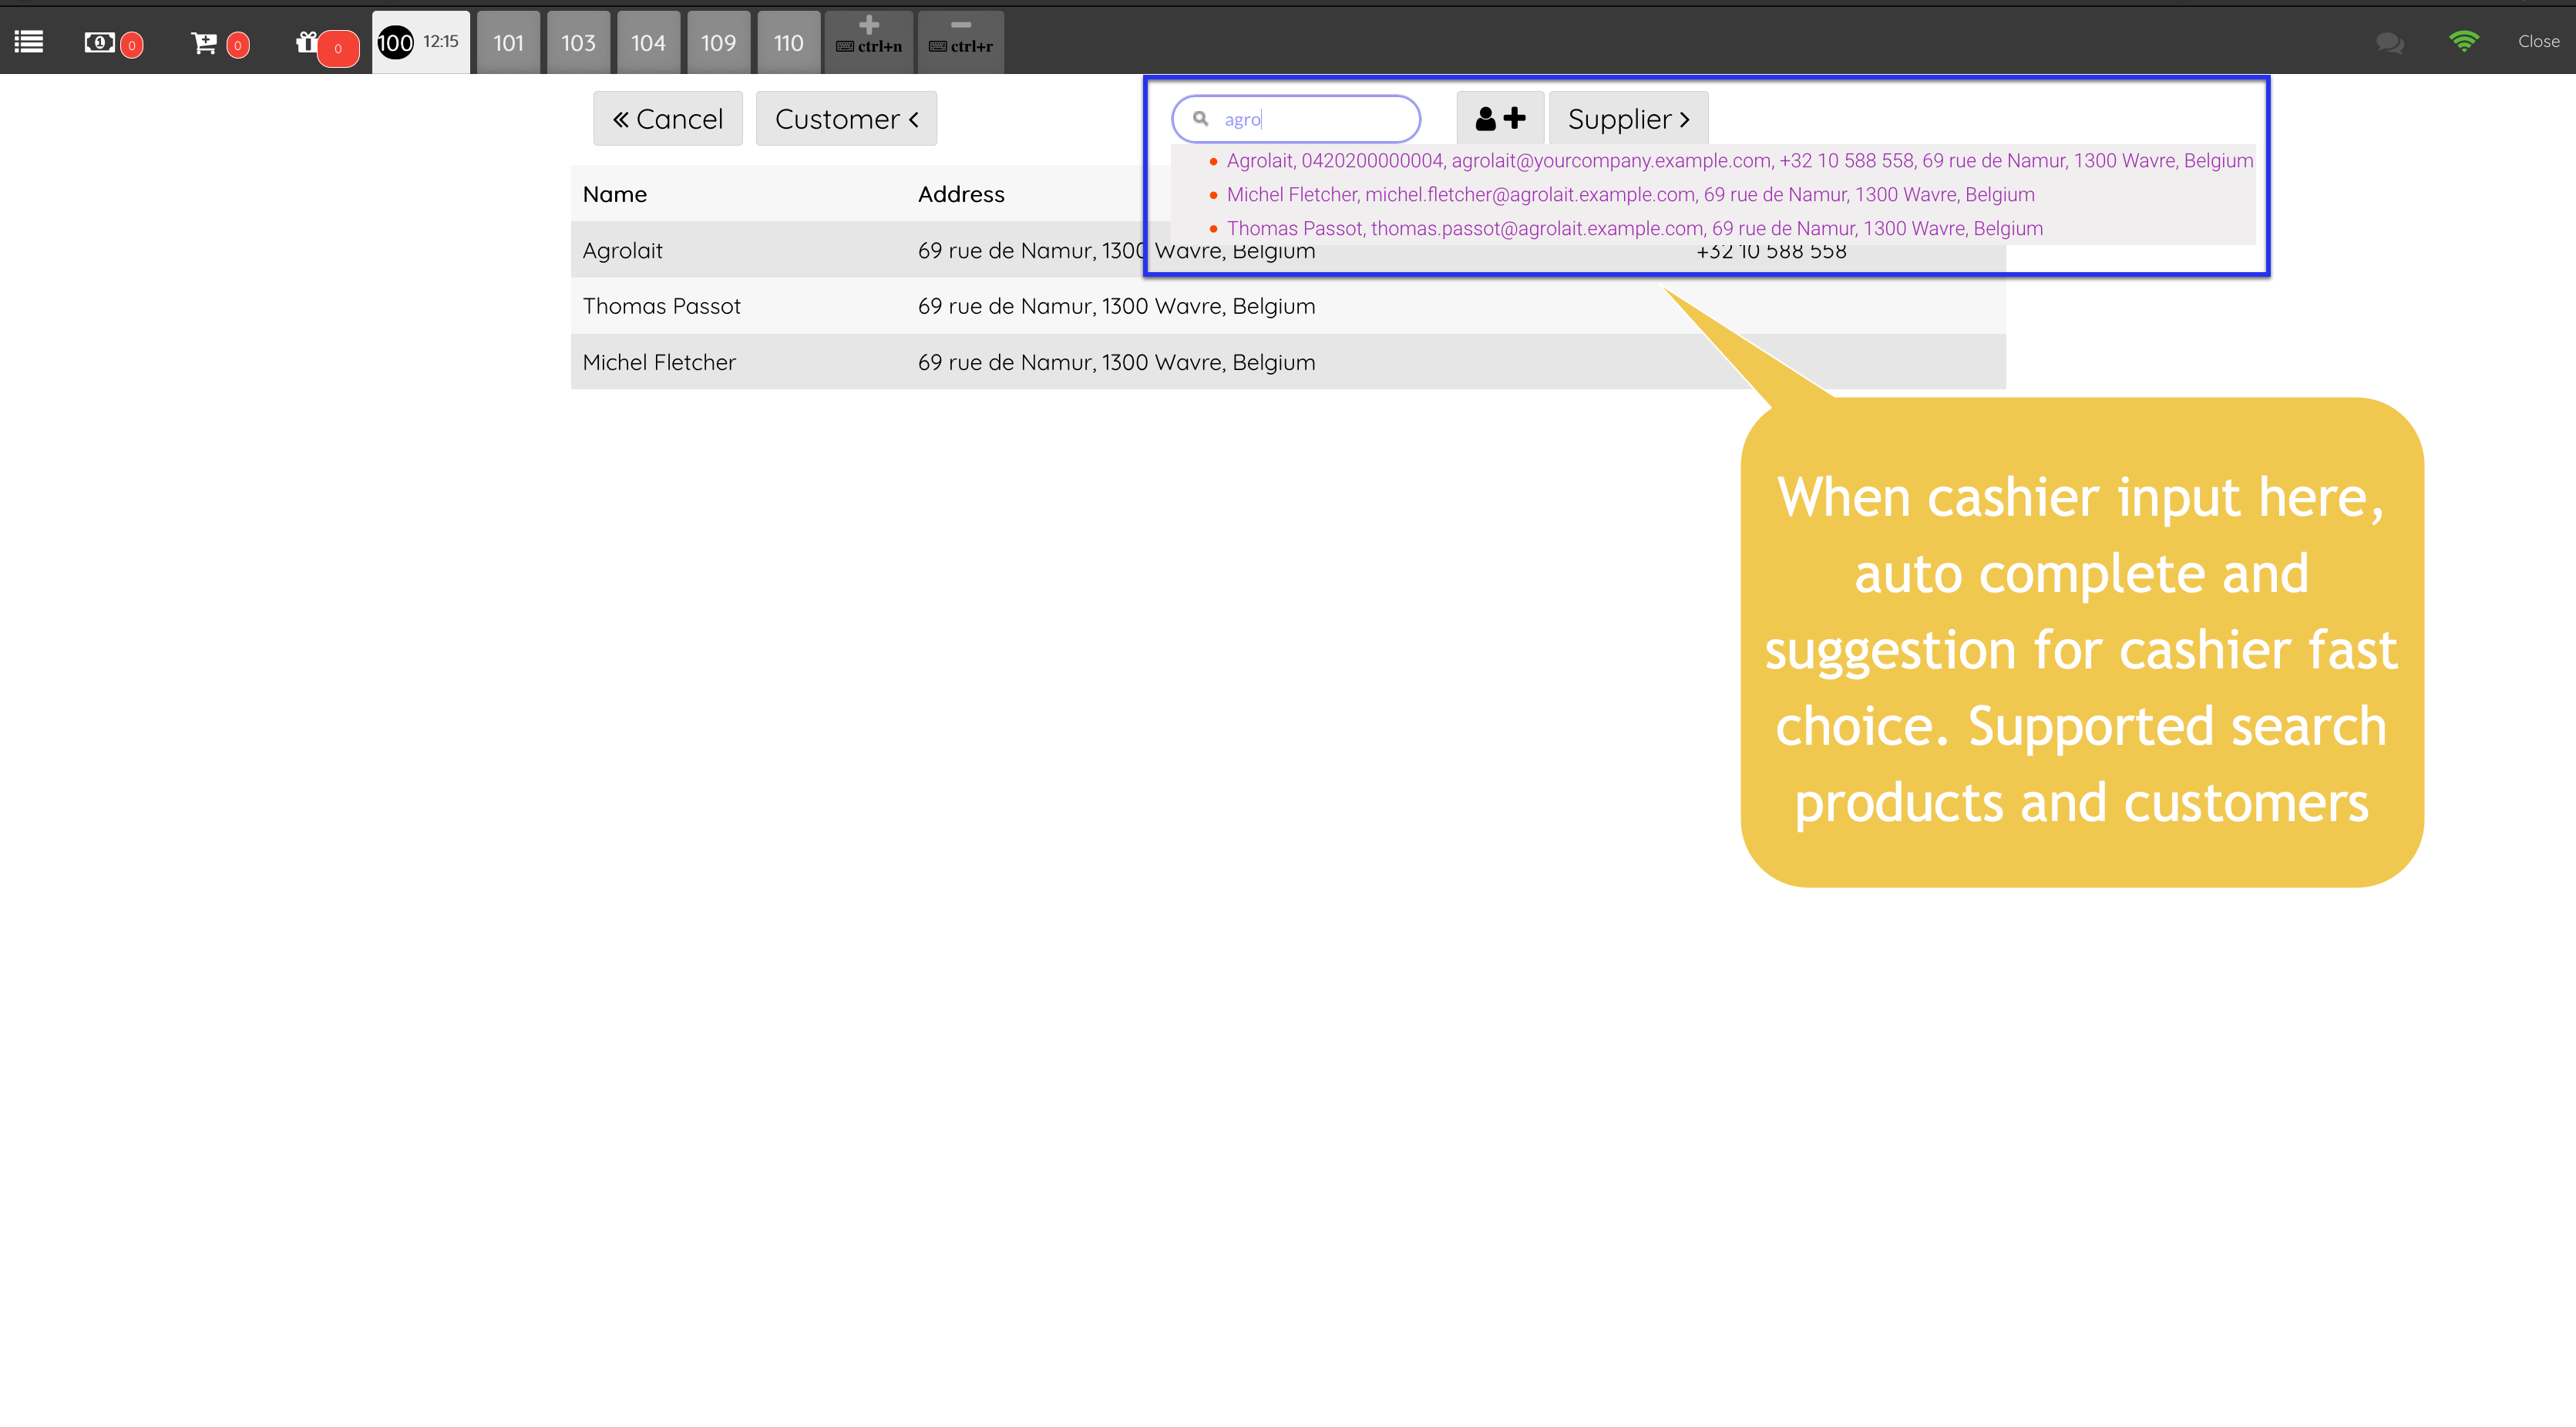 0 0 0 100 12:15 101 103 104 109 110 ctrl+n ctrl+r Close
Cancel Customer agro Supplier
Agrolait, 0420200000004, agrolait@yourcompany.example.com, +32 10 588 558, 69 rue de Namur, 1300 Wavre, Belgium
Michel Fletcher, michel.fletcher@agrolait.example.com, 69 rue de Namur, 1300 Wavre, Belgium
Thomas Passot, thomas.passot@agrolait.example.com, 69 rue de Namur, 1300 Wavre, Belgium
Name Address
Agrolait 69 rue de Namur, 1300 Wavre, Belgium +32 10 588 558
Thomas Passot 69 rue de Namur, 1300 Wavre, Belgium
Michel Fletcher 69 rue de Namur, 1300 Wavre, Belgium
When cashier input here,
auto complete and
suggestion for cashier fast
choice. Supported search
products and customers